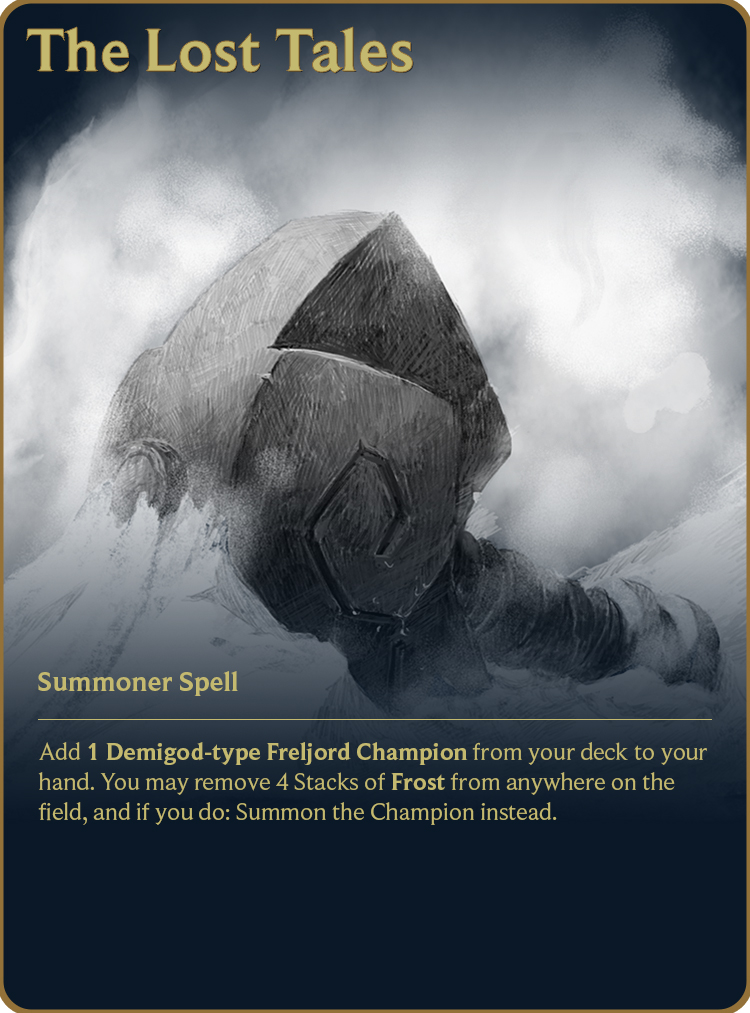 The Lost Tales
Summoner Spell
Add 1 Demigod-type Freljord Champion from your deck to your
hand. You may remove 4 Stacks of Frost from anywhere on the
field, and if you do: Summon the Champion instead.